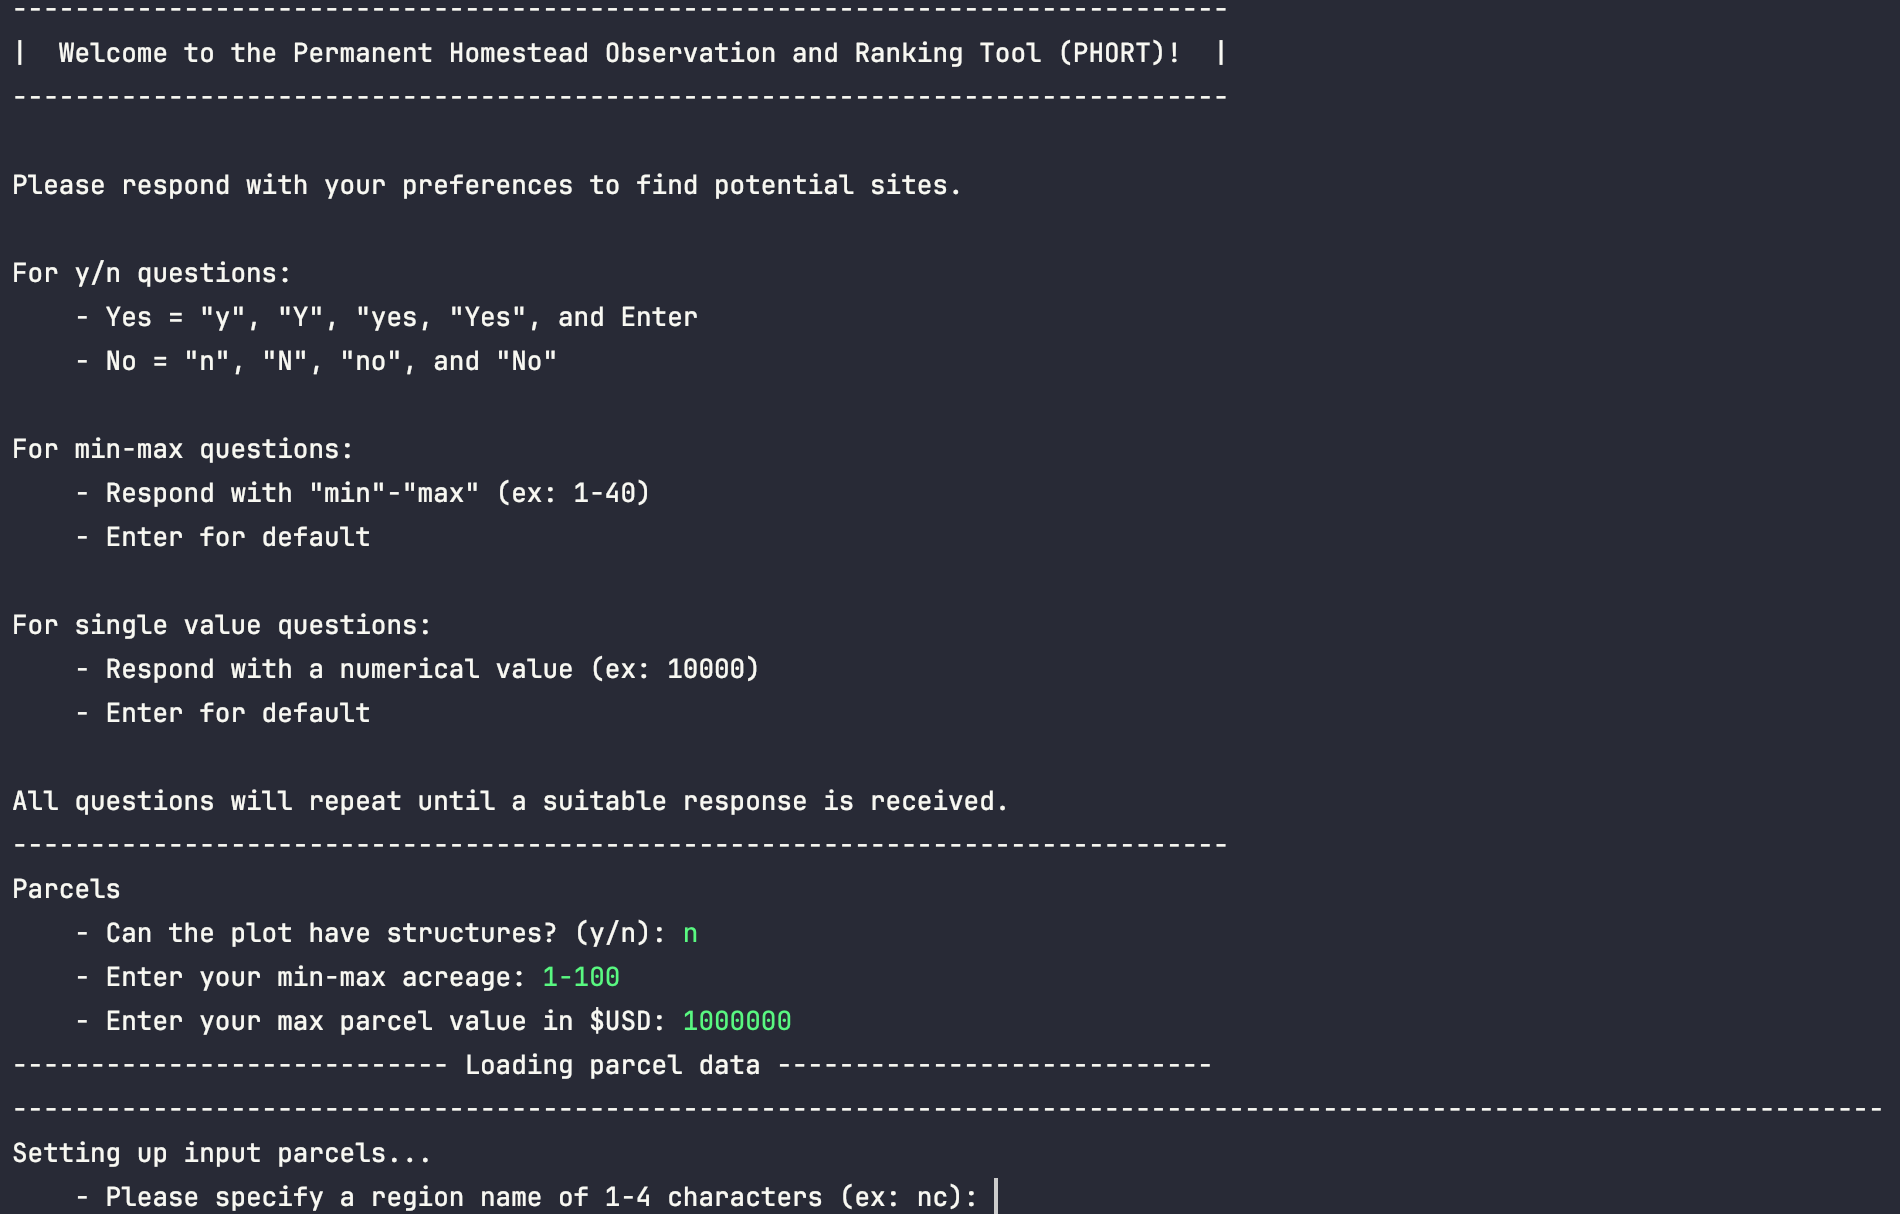 ------------------------------------------------------------------------------
|  Welcome to the Permanent Homestead Observation and Ranking Tool (PHORT)!  |
------------------------------------------------------------------------------
Please respond with your preferences to find potential sites.
For y/n questions:
    - Yes = "y", "Y", "yes, "Yes", and Enter
    - No = "n", "N", "no", and "No"
For min-max questions:
    - Respond with "min"-"max" (ex: 1-40)
    - Enter for default
For single value questions:
    - Respond with a numerical value (ex: 10000)
    - Enter for default
All questions will repeat until a suitable response is received.
------------------------------------------------------------------------------
Parcels
    - Can the plot have structures? (y/n): n
    - Enter your min-max acreage: 1-100
    - Enter your max parcel value in $USD: 1000000
---------------------------- Loading parcel data ----------------------------
------------------------------------------------------------------------------------------------------------------------
Setting up input parcels...
    - Please specify a region name of 1-4 characters (ex: nc):